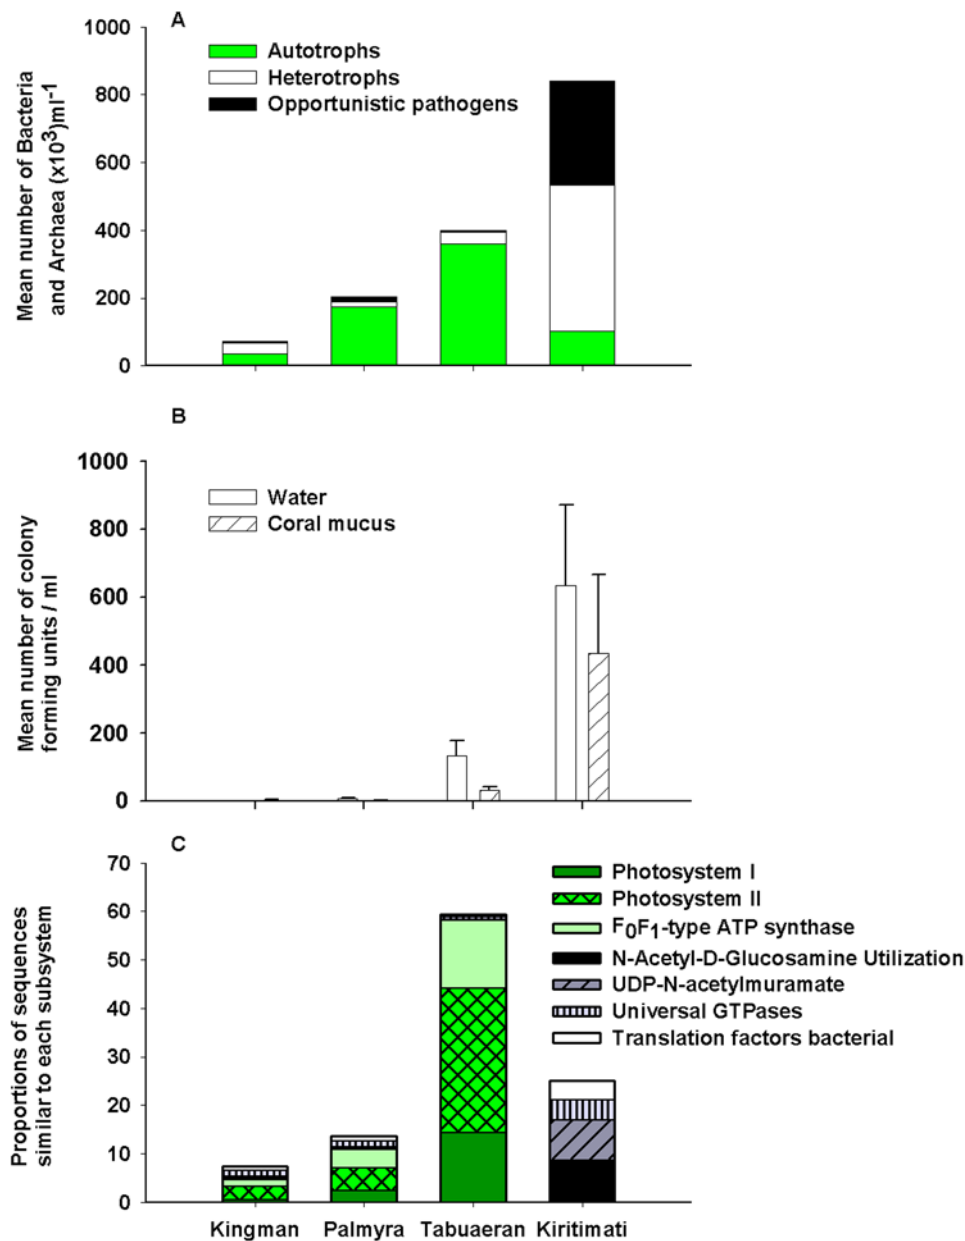 A
1000
800
600
400
200
0
Mean number of Bacteria
and Archaea (x10³)ml⁻¹
Autotrophs
Heterotrophs
Opportunistic pathogens
B
1000
800
600
400
200
0
Mean number of colony
forming units / ml
Water
Coral mucus
C
70
60
50
40
30
20
10
0
Proportions of sequences
similar to each subsystem
Photosystem I
Photosystem II
F₀F₁-type ATP synthase
N-Acetyl-D-Glucosamine Utilization
UDP-N-acetylmuramate
Universal GTPases
Translation factors bacterial
Kingman Palmyra Tabuaeran Kiritimati